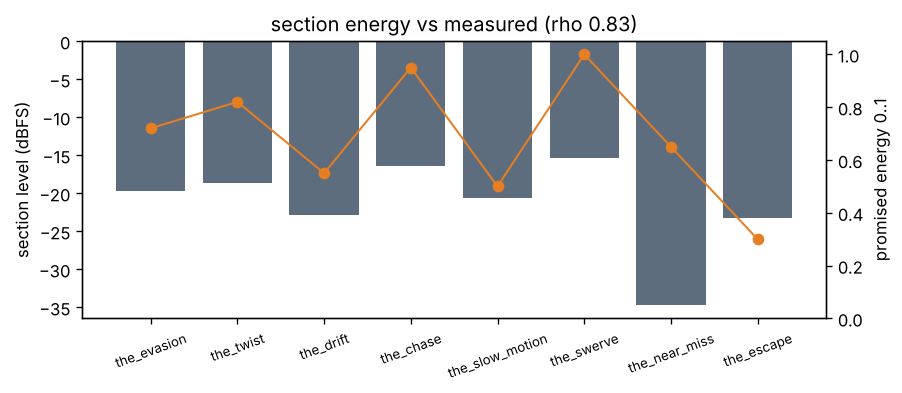 section energy vs measured (rho 0.83)
section level (dBFS)
0
−5
−10
−15
−20
−25
−30
−35
1.0
0.8
0.6
0.4
0.2
0.0
promised energy 0..1
the_evasion
the_twist
the_drift
the_chase
the_slow_motion
the_swerve
the_near_miss
the_escape